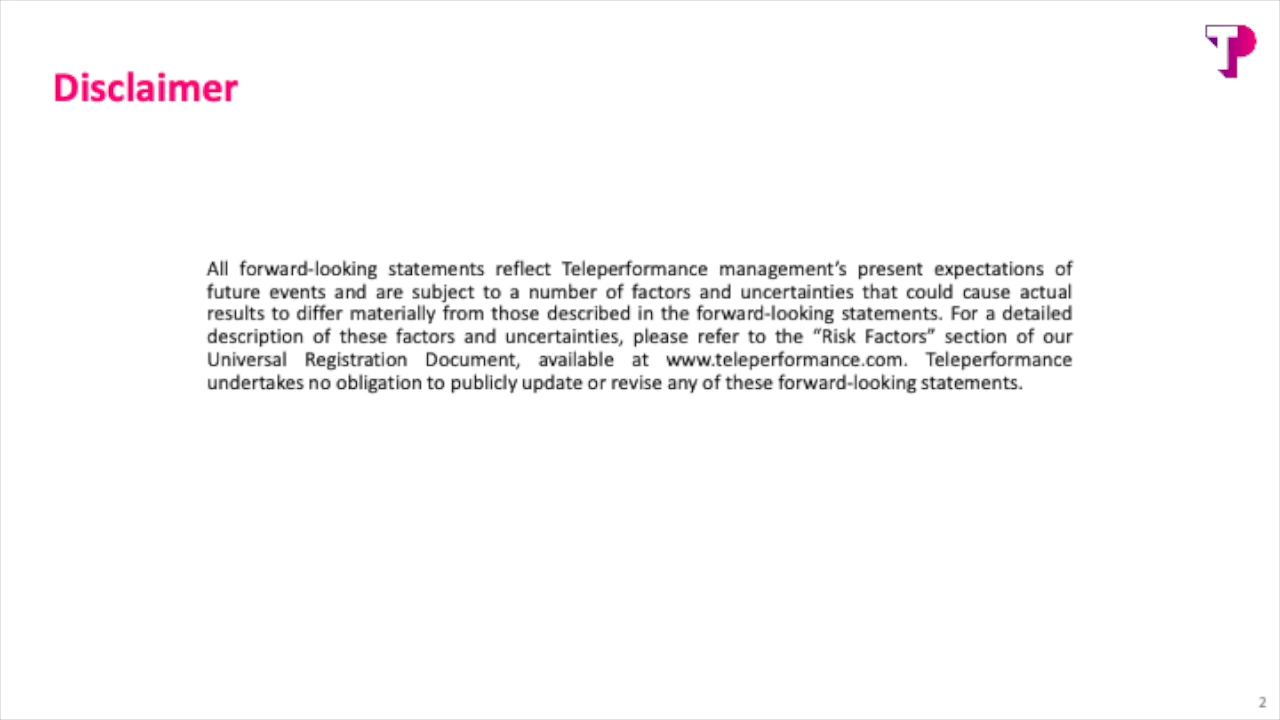 TP
Disclaimer
All forward-looking statements reflect Teleperformance management’s present expectations of
future events and are subject to a number of factors and uncertainties that could cause actual
results to differ materially from those described in the forward-looking statements. For a detailed
description of these factors and uncertainties, please refer to the “Risk Factors” section of our
Universal Registration Document, available at www.teleperformance.com. Teleperformance
undertakes no obligation to publicly update or revise any of these forward-looking statements.
2